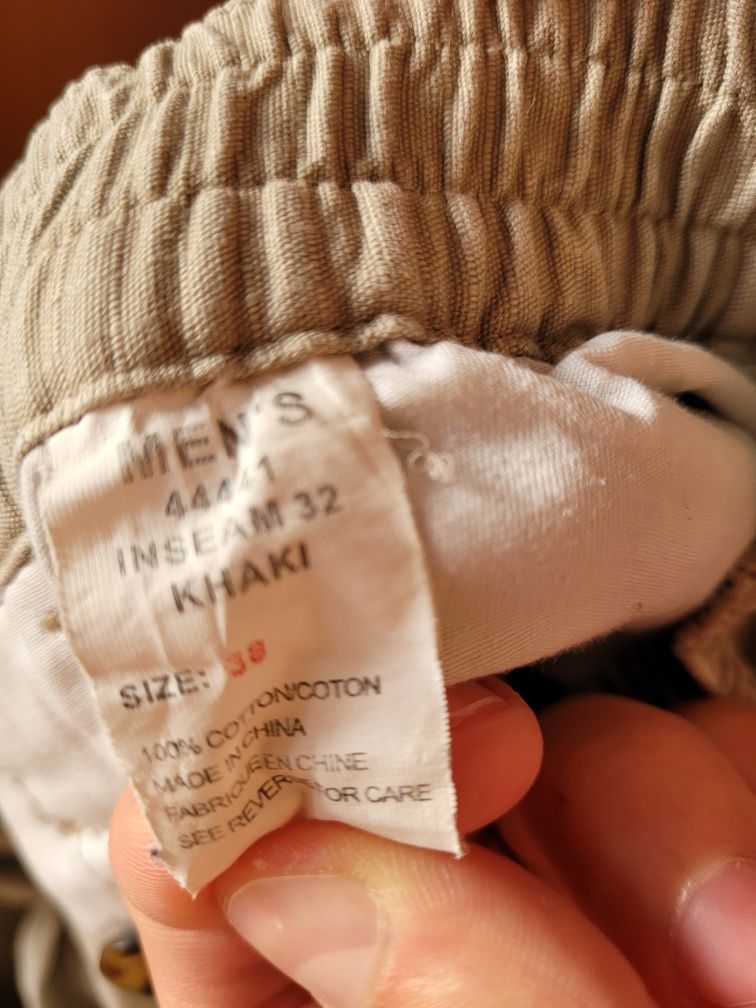 MEN'S
44441
INSEAM 32
KHAKI
SIZE: 38
100% COTTON/COTON
MADE IN CHINA
FABRIQUE EN CHINE
SEE REVERSE FOR CARE